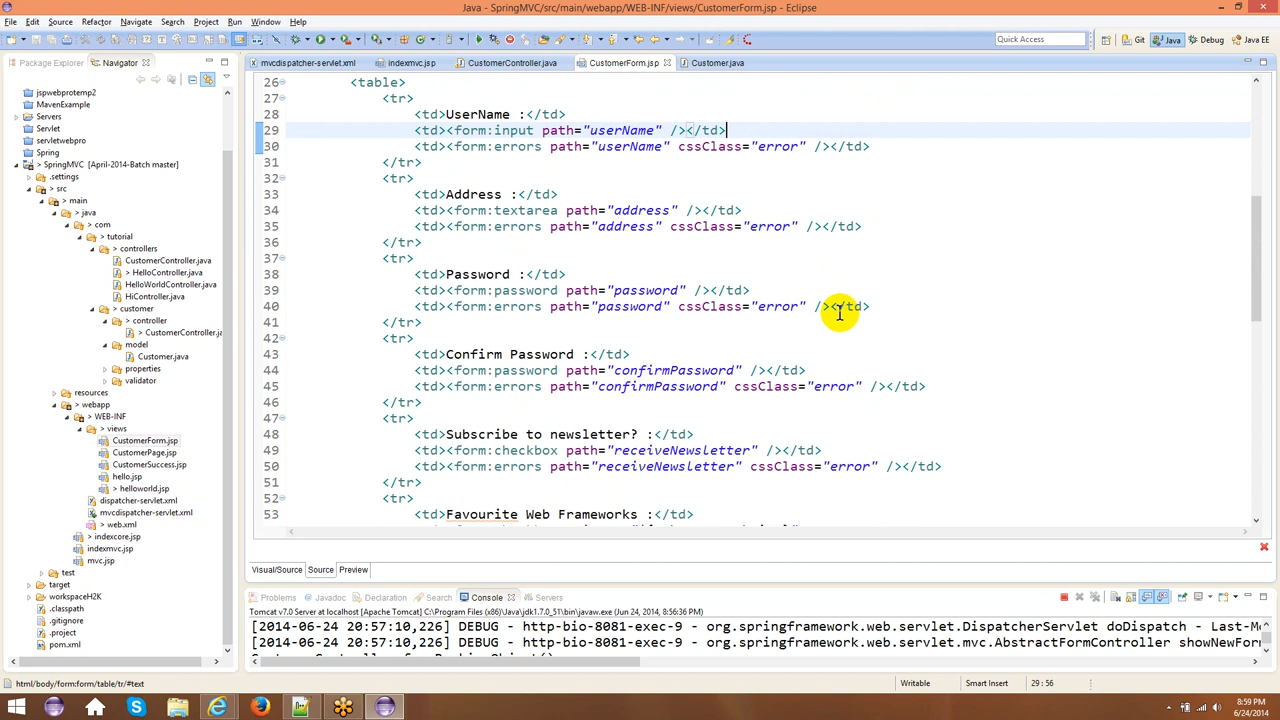 Java - SpringMVC/src/main/webapp/WEB-INF/views/CustomerForm.jsp - Eclipse
File Edit Source Refactor Navigate Search Project Run Window Help
Quick Access Git Java Debug Java EE
Package Explorer Navigator
mvcdispatcher-servlet.xml indexmvc.jsp CustomerController.java CustomerForm.jsp Customer.java
jspwebprotemp2
MavenExample
Servers
Servlet
servletwebpro
Spring
> SpringMVC [April-2014-Batch master]
.settings
> src
> main
> java
> com
> tutorial
> controllers
CustomerController.java
> HelloController.java
HelloWorldController.java
HiController.java
> customer
> controller
> CustomerController.ja
model
Customer.java
> properties
validator
resources
> webapp
> WEB-INF
> views
CustomerForm.jsp
CustomerPage.jsp
CustomerSuccess.jsp
hello.jsp
> helloworld.jsp
dispatcher-servlet.xml
mvcdispatcher-servlet.xml
> web.xml
> indexcore.jsp
indexmvc.jsp
mvc.jsp
> test
target
workspaceH2K
.classpath
.gitignore
.project
pom.xml
26 <table>
27 <tr>
28 <td>UserName :</td>
29 <td><form:input path="userName" /></td>
30 <td><form:errors path="userName" cssClass="error" /></td>
31 </tr>
32 <tr>
33 <td>Address :</td>
34 <td><form:textarea path="address" /></td>
35 <td><form:errors path="address" cssClass="error" /></td>
36 </tr>
37 <tr>
38 <td>Password :</td>
39 <td><form:password path="password" /></td>
40 <td><form:errors path="password" cssClass="error" /></td>
41 </tr>
42 <tr>
43 <td>Confirm Password :</td>
44 <td><form:password path="confirmPassword" /></td>
45 <td><form:errors path="confirmPassword" cssClass="error" /></td>
46 </tr>
47 <tr>
48 <td>Subscribe to newsletter? :</td>
49 <td><form:checkbox path="receiveNewsletter" /></td>
50 <td><form:errors path="receiveNewsletter" cssClass="error" /></td>
51 </tr>
52 <tr>
53 <td>Favourite Web Frameworks :</td>
Visual/Source Source Preview
Problems Javadoc Declaration Search Console Servers
Tomcat v7.0 Server at localhost [Apache Tomcat] C:\Program Files (x86)\Java\jdk1.7.0_51\bin\javaw.exe (Jun 24, 2014, 8:56:36 PM)
[2014-06-24 20:57:10,226] DEBUG - http-bio-8081-exec-9 - org.springframework.web.servlet.DispatcherServlet doDispatch - Last-Mo
[2014-06-24 20:57:10,226] DEBUG - http-bio-8081-exec-9 - org.springframework.web.servlet.mvc.AbstractFormController showNewForm
html/body/form:form/table/tr/#text Writable Smart Insert 29 : 56
8:59 PM
6/24/2014